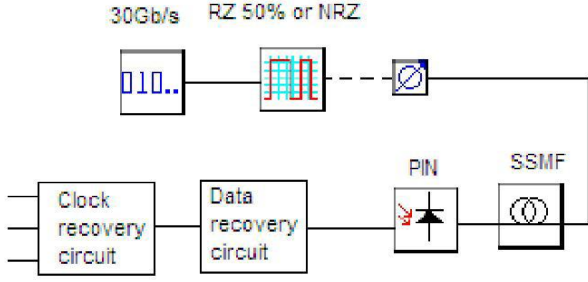 30Gb/s RZ 50% or NRZ
010..
PIN SSMF
Clock
recovery
circuit
Data
recovery
circuit